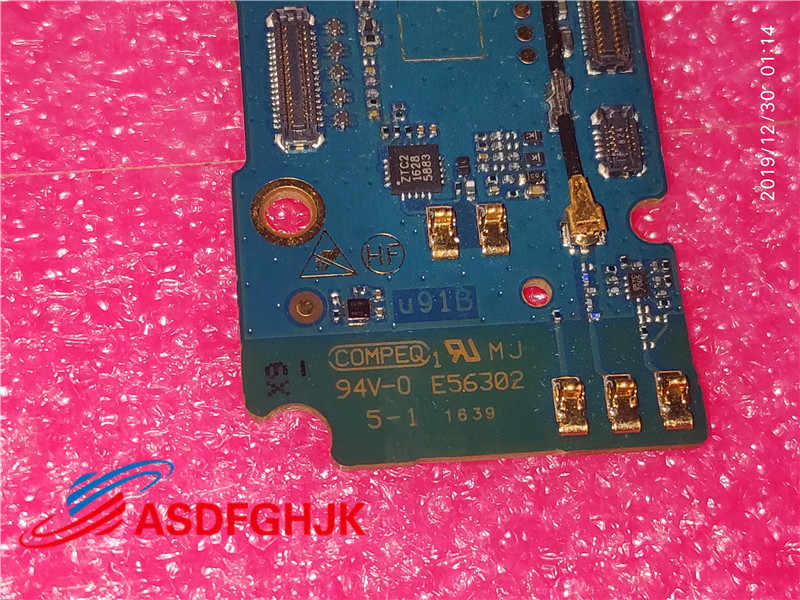 2019/12/30 01:14
ZTC2
1628
5883
HF
u91B
COMPEQ 1 RU MJ
94V-0 E56302
5-1 1639
ASDFGHJK